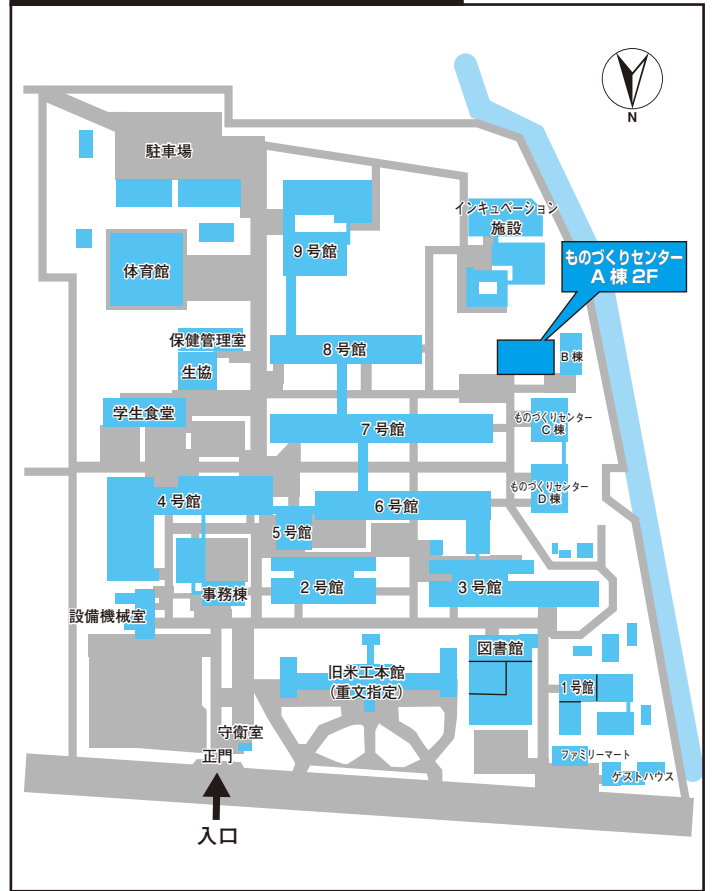 N
駐車場
インキュベーション
施設
9号館
ものづくりセンター
A棟2F
体育館
保健管理室
8号館
B棟
生協
学生食堂
7号館
ものづくりセンター
C棟
4号館
6号館
ものづくりセンター
D棟
5号館
事務棟
2号館
3号館
設備機械室
図書館
旧米工本館
(重文指定)
1号館
守衛室
正門
ファミリーマート
ゲストハウス
入口